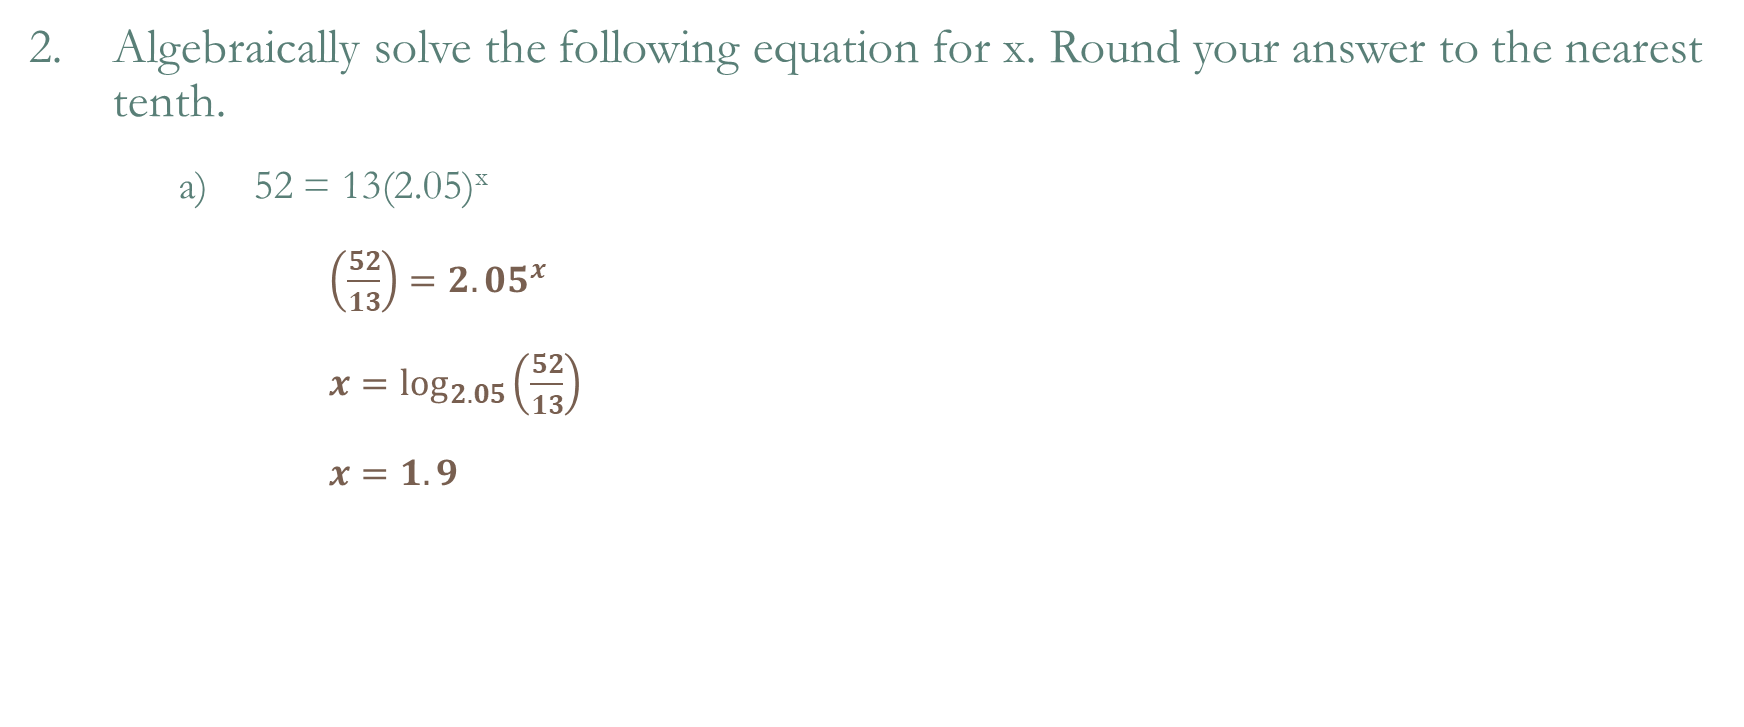 2. Algebraically solve the following equation for x. Round your answer to the nearest
tenth.
a) 52 = 13(2.05)ˣ
(52/13) = 2.05ˣ
x = log₂.₀₅(52/13)
x = 1.9